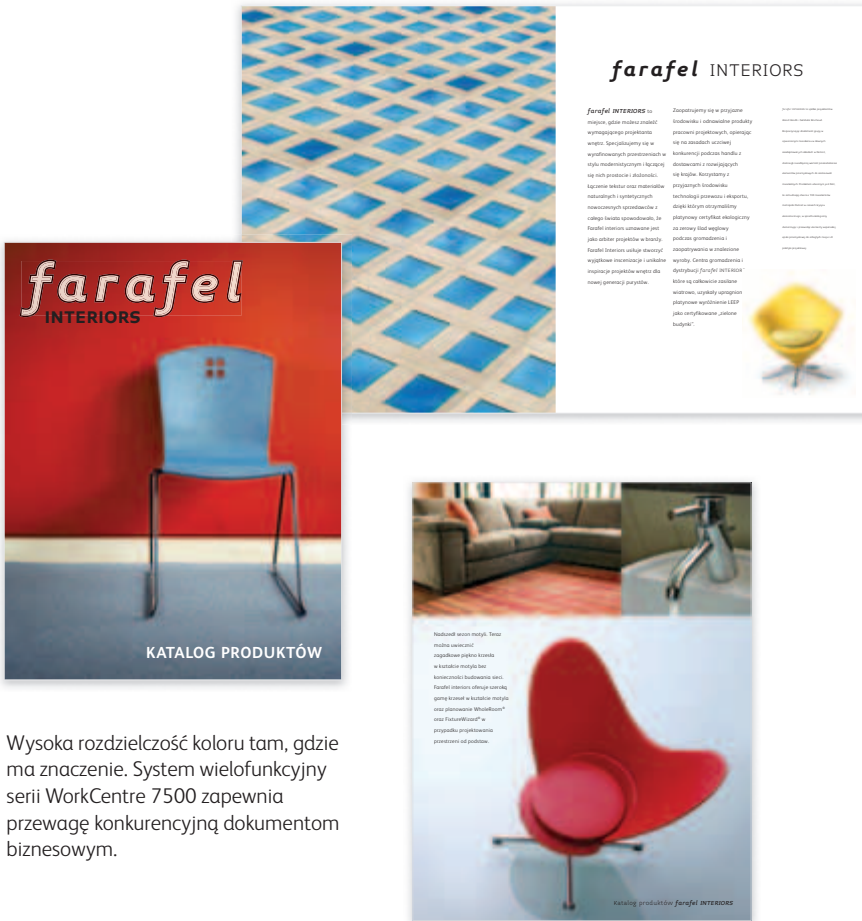 farafel INTERIORS
farafel INTERIORS to
miejsce, gdzie możesz znaleźć
wymagającego projektanta
wnętrz. Specjalizujemy się w
wyrafinowanych przestrzeniach w
stylu modernistycznym i łączącej
się nich prostocie i złożoności.
Łączenie tekstur oraz materiałów
naturalnych i syntetycznych
nowoczesnych sprzedawców z
całego świata spowodowało, że
Farafel Interiors uznawane jest
jako arbiter projektów w branży.
Farafel Interiors usiłuje stworzyć
wyjątkowe inscenizacje i unikalne
inspiracje projektów wnętrz dla
nowej generacji purystów.
Zaopatrujemy się w przyjazne
środowisku i odnawialne produkty
pracowni projektowych, opierając
się na zasadach uczciwej
konkurencji podczas handlu z
dostawcami z rozwijających
się krajów. Korzystamy z
przyjaznych środowisku
technologii przewozu i eksportu,
dzięki którym otrzymaliśmy
platynowy certyfikat ekologiczny
za zerowy ślad węglowy
podczas gromadzenia i
zaopatrywania w znalezione
wyroby. Centra gromadzenia i
dystrybucji farafel INTERIOR
które są całkowicie zasilane
wiatrowo, uzyskały upragnion
platynowe wyróżnienie LEEP
jako certyfikowane „zielone
budynki”.
farafel
INTERIORS
KATALOG PRODUKTÓW
Nadszedł sezon motyli. Teraz
można uwiecznić
zagadkowe piękno krzesła
w kształcie motyla bez
konieczności budowania sieci.
Farafel Interiors oferuje szeroką
gamę krzeseł w kształcie motyla
oraz planowanie WholeRoom®
oraz FixtureWizard® w
przypadku projektowania
przestrzeni od podstaw.
Katalog produktów farafel INTERIORS
Wysoka rozdzielczość koloru tam, gdzie
ma znaczenie. System wielofunkcyjny
serii WorkCentre 7500 zapewnia
przewagę konkurencyjną dokumentom
biznesowym.